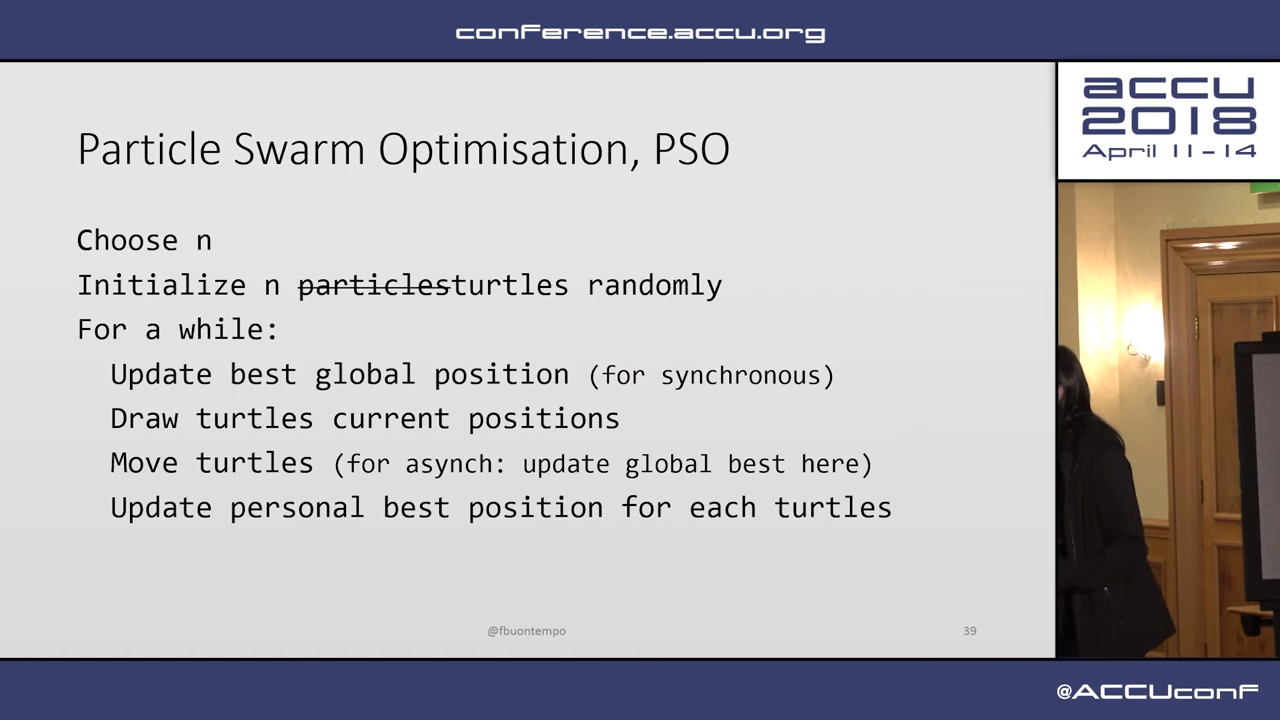 conference.accu.org
accu
2018
April 11-14
Particle Swarm Optimisation, PSO
Choose n
Initialize n particlesturtles randomly
For a while:
Update best global position (for synchronous)
Draw turtles current positions
Move turtles (for asynch: update global best here)
Update personal best position for each turtles
@fbuontempo
39
@ACCUconf